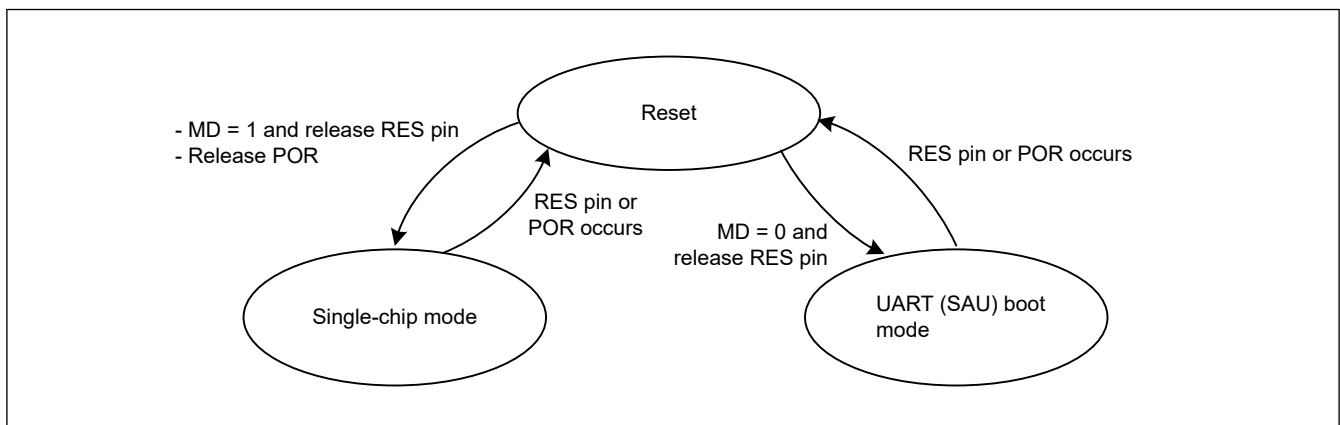 Reset
- MD = 1 and release RES pin
- Release POR
RES pin or POR occurs
RES pin or
POR occurs
MD = 0 and
release RES pin
Single-chip mode
UART (SAU) boot
mode